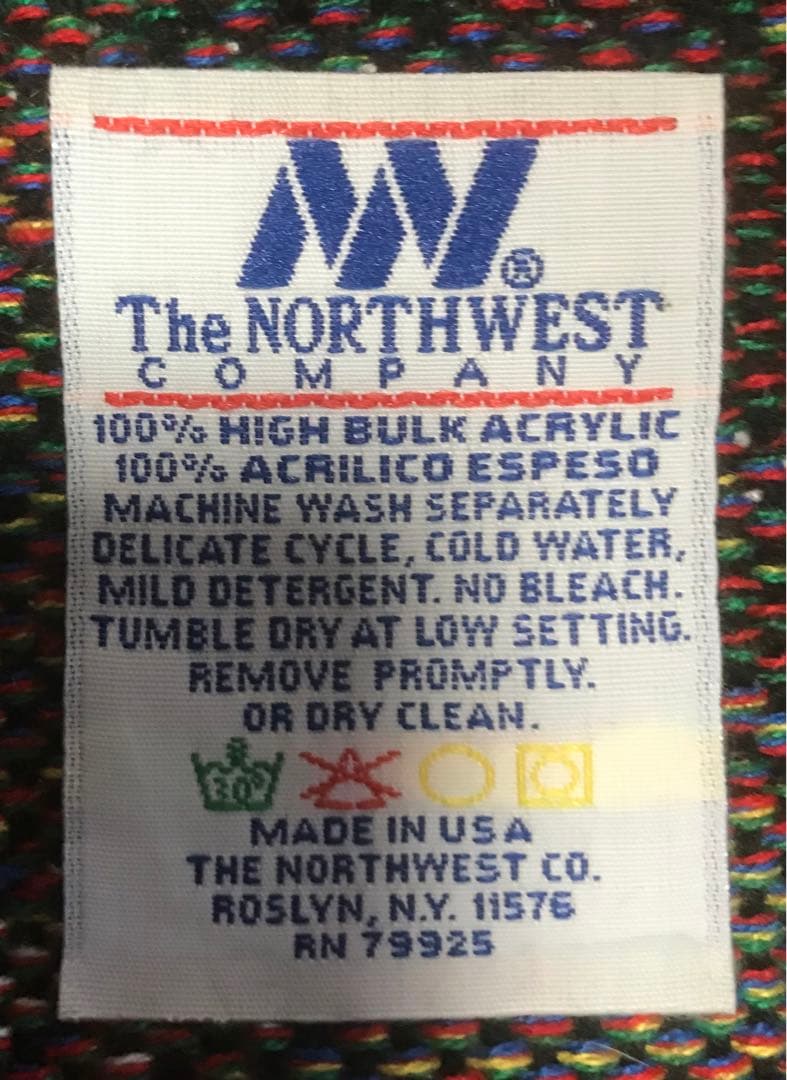 NW®
The NORTHWEST
COMPANY
100% HIGH BULK ACRYLIC
100% ACRILICO ESPESO
MACHINE WASH SEPARATELY
DELICATE CYCLE, COLD WATER,
MILD DETERGENT. NO BLEACH.
TUMBLE DRY AT LOW SETTING.
REMOVE PROMPTLY.
OR DRY CLEAN.
30°
MADE IN USA
THE NORTHWEST CO.
ROSLYN, N.Y. 11576
RN 79925